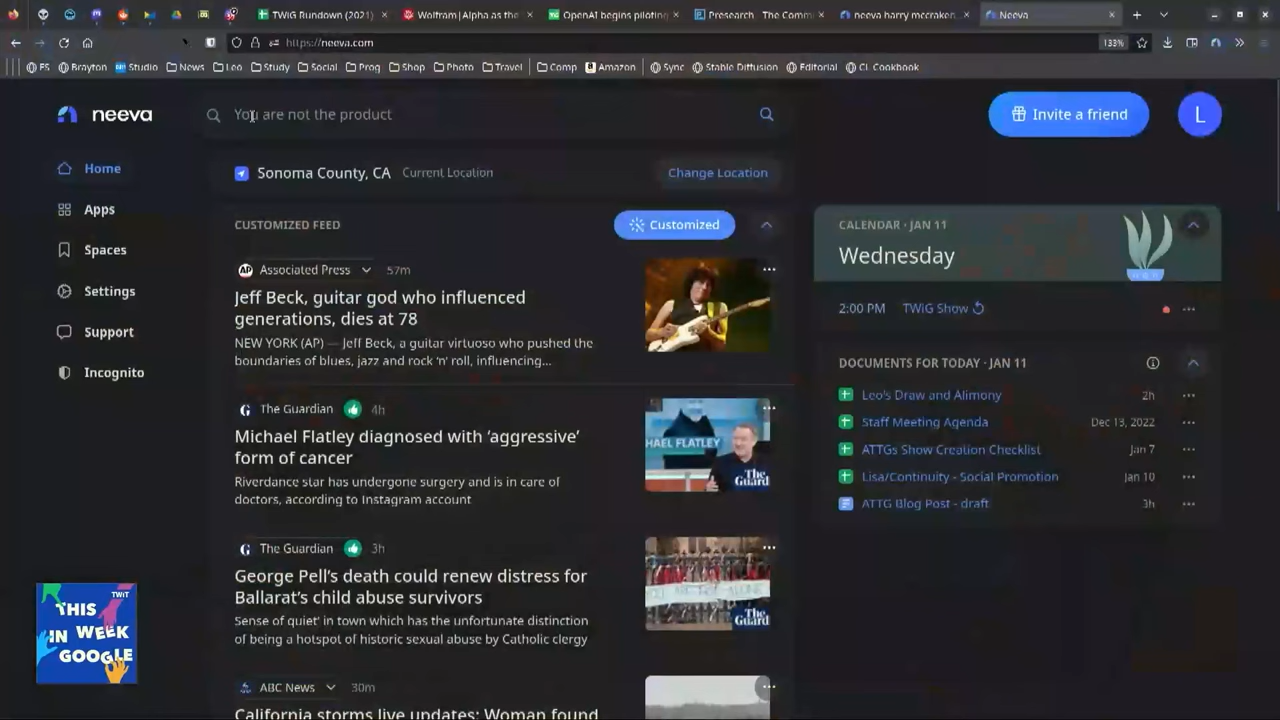 TWiG Rundown (2021)
Wolfram|Alpha as the
OpenAI begins piloting
Presearch The Comm
neeva harry mccracken
Neeva
https://neeva.com
133%
FS
Brayton
Studio
News
Leo
Study
Social
Prog
Shop
Photo
Travel
Comp
Amazon
Sync
Stable Diffusion
Editorial
CL Cookbook
neeva
You are not the product
Invite a friend
L
Home
Apps
Spaces
Settings
Support
Incognito
Sonoma County, CA Current Location
Change Location
CUSTOMIZED FEED
Customized
AP Associated Press 57m
Jeff Beck, guitar god who influenced
generations, dies at 78
NEW YORK (AP) — Jeff Beck, a guitar virtuoso who pushed the
boundaries of blues, jazz and rock 'n' roll, influencing...
The Guardian 4h
Michael Flatley diagnosed with 'aggressive'
form of cancer
Riverdance star has undergone surgery and is in care of
doctors, according to Instagram account
HAEL FLATLEY
The
Guard
The Guardian 3h
George Pell's death could renew distress for
Ballarat's child abuse survivors
Sense of quiet' in town which has the unfortunate distinction
of being a hotspot of historic sexual abuse by Catholic clergy
The
Guard
ABC News 30m
California storms live updates: Woman found
CALENDAR · JAN 11
Wednesday
2:00 PM TWiG Show
DOCUMENTS FOR TODAY · JAN 11
Leo's Draw and Alimony 2h
Staff Meeting Agenda Dec 13, 2022
ATTGs Show Creation Checklist Jan 7
Lisa/Continuity - Social Promotion Jan 10
ATTG Blog Post - draft 3h
TWiT
THIS
IN WEEK
GOOGLE